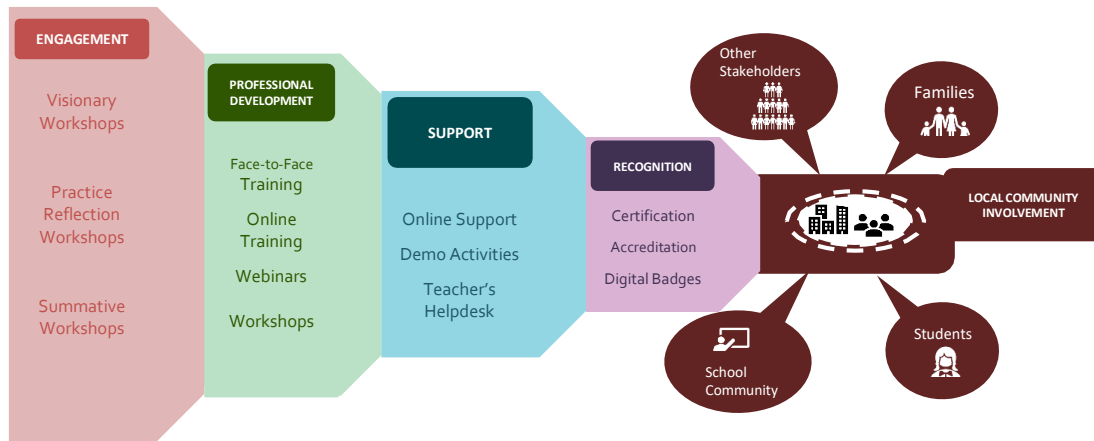 ENGAGEMENT
Visionary
Workshops
Practice
Reflection
Workshops
Summative
Workshops
PROFESSIONAL
DEVELOPMENT
Face-to-Face
Training
Online
Training
Webinars
Workshops
SUPPORT
Online Support
Demo Activities
Teacher’s
Helpdesk
RECOGNITION
Certification
Accreditation
Digital Badges
Other
Stakeholders
Families
LOCAL COMMUNITY
INVOLVEMENT
School
Community
Students